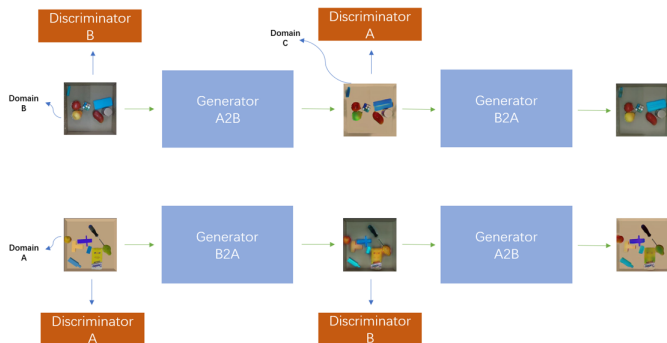 Discriminator
B
Discriminator
A
Domain
C
Domain
B
Generator
A2B
Generator
B2A
Domain
A
Generator
B2A
Generator
A2B
Discriminator
A
Discriminator
B